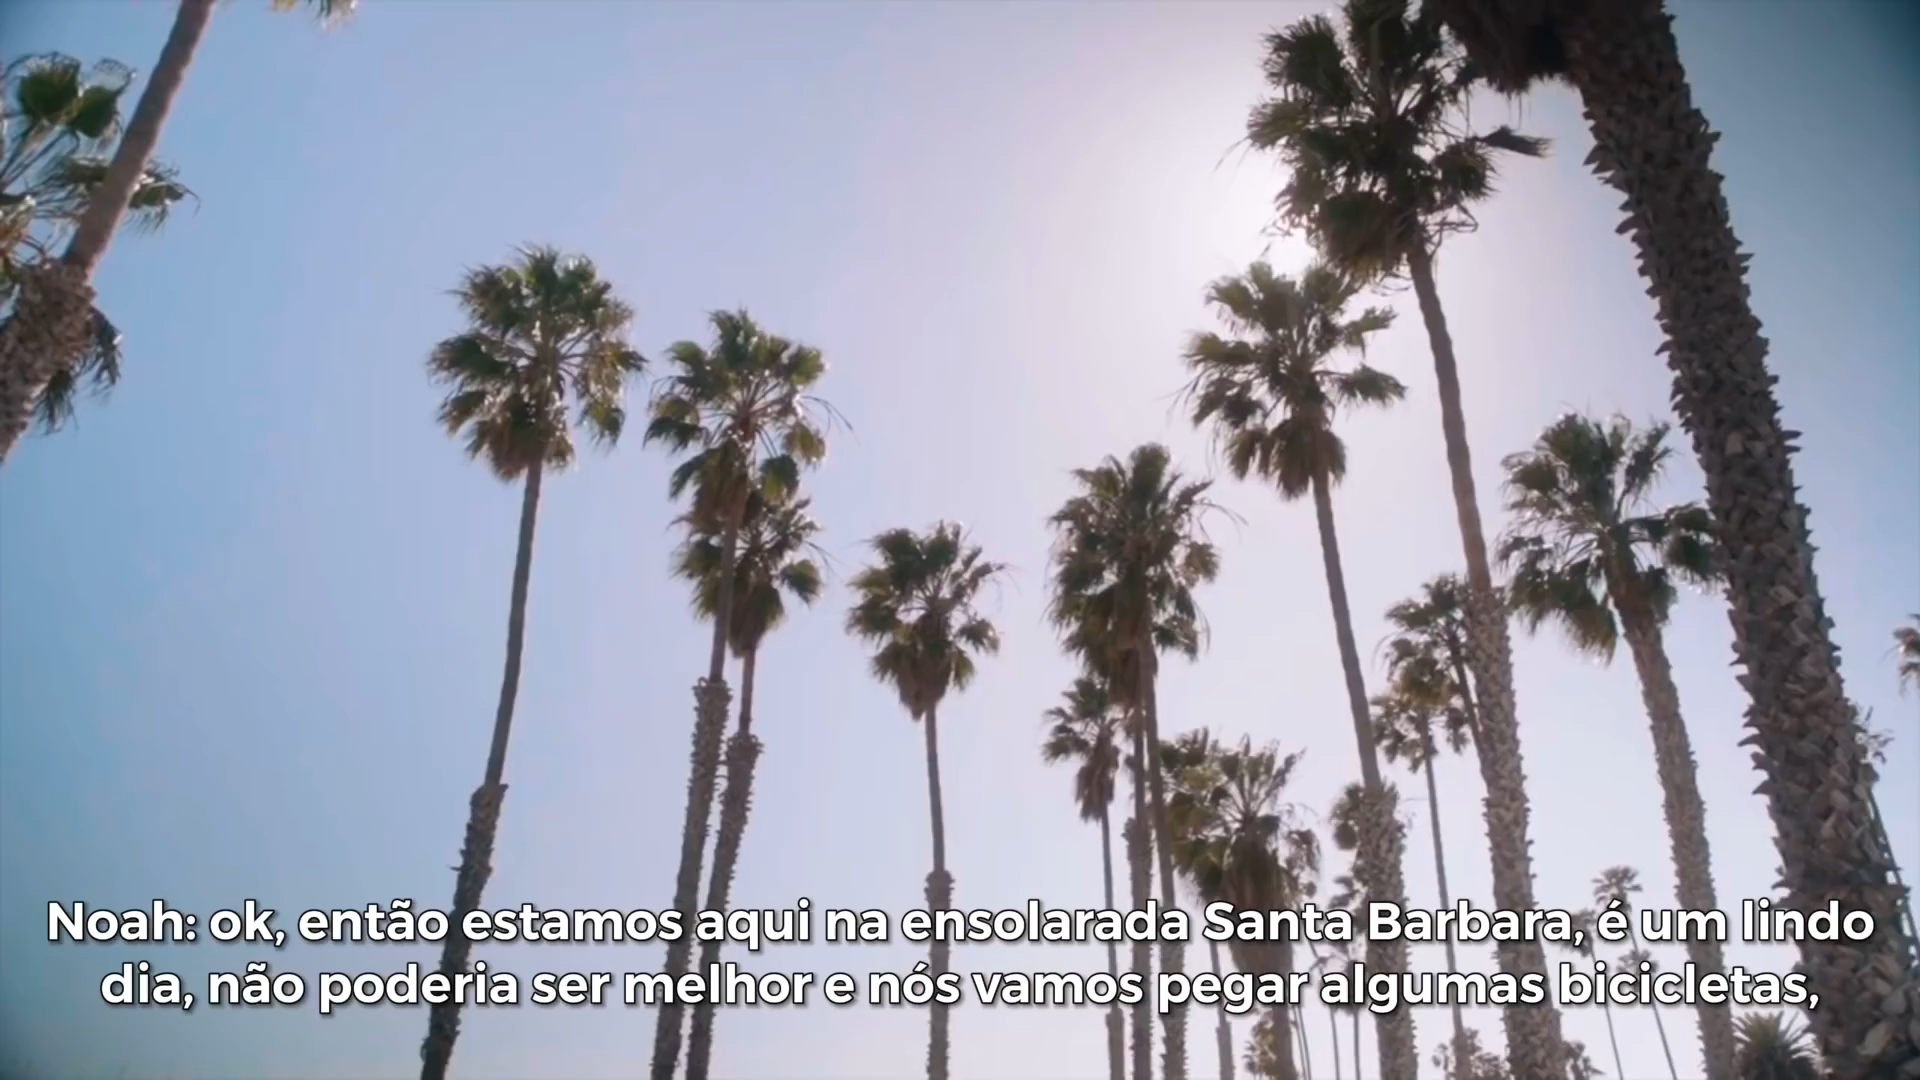 Noah: ok, então estamos aqui na ensolarada Santa Barbara, é um lindo
dia, não poderia ser melhor e nós vamos pegar algumas bicicletas,